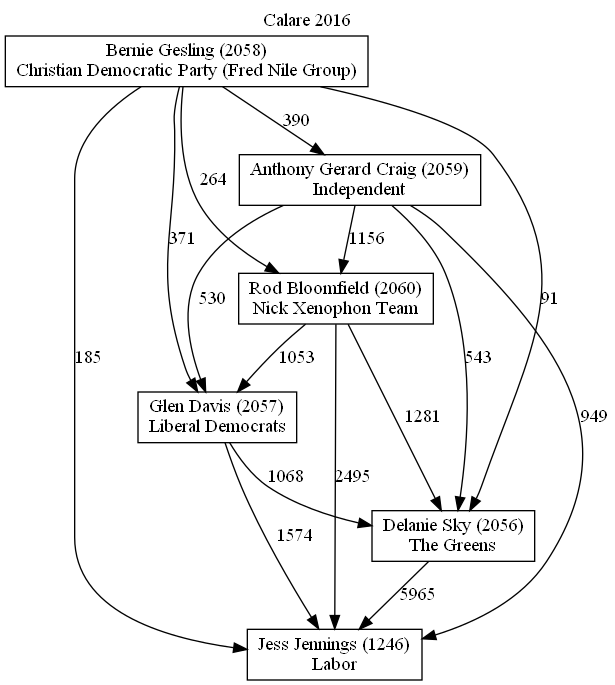 Calare 2016
Bernie Gesling (2058)
Christian Democratic Party (Fred Nile Group)
390
Anthony Gerard Craig (2059)
Independent
264
371
1156
530
Rod Bloomfield (2060)
Nick Xenophon Team
91
185
1053
543
Glen Davis (2057)
Liberal Democrats
1281
949
1068
2495
Delanie Sky (2056)
The Greens
1574
5965
Jess Jennings (1246)
Labor